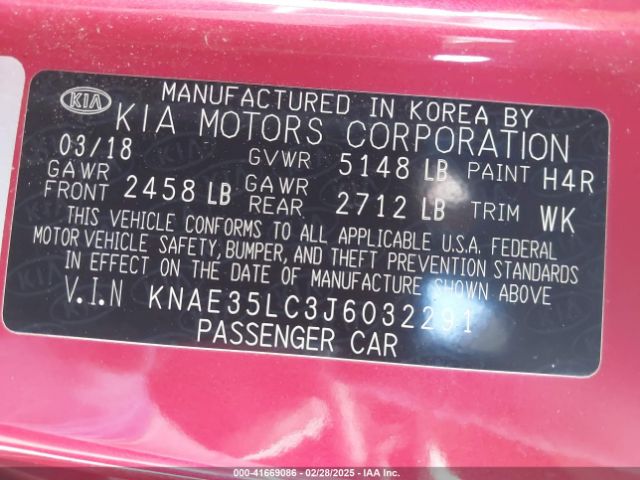 KIA MANUFACTURED IN KOREA BY
KIA MOTORS CORPORATION
03/18 GVWR 5148 LB PAINT H4R
GAWR FRONT 2458 LB GAWR REAR 2712 LB TRIM WK
THIS VEHICLE CONFORMS TO ALL APPLICABLE U.S.A. FEDERAL
MOTOR VEHICLE SAFETY, BUMPER, AND THEFT PREVENTION STANDARDS
IN EFFECT ON THE DATE OF MANUFACTURE SHOWN ABOVE
V.I.N KNAE35LC3J6032291
PASSENGER CAR
000-41669086 - 02/28/2025 - IAA Inc.